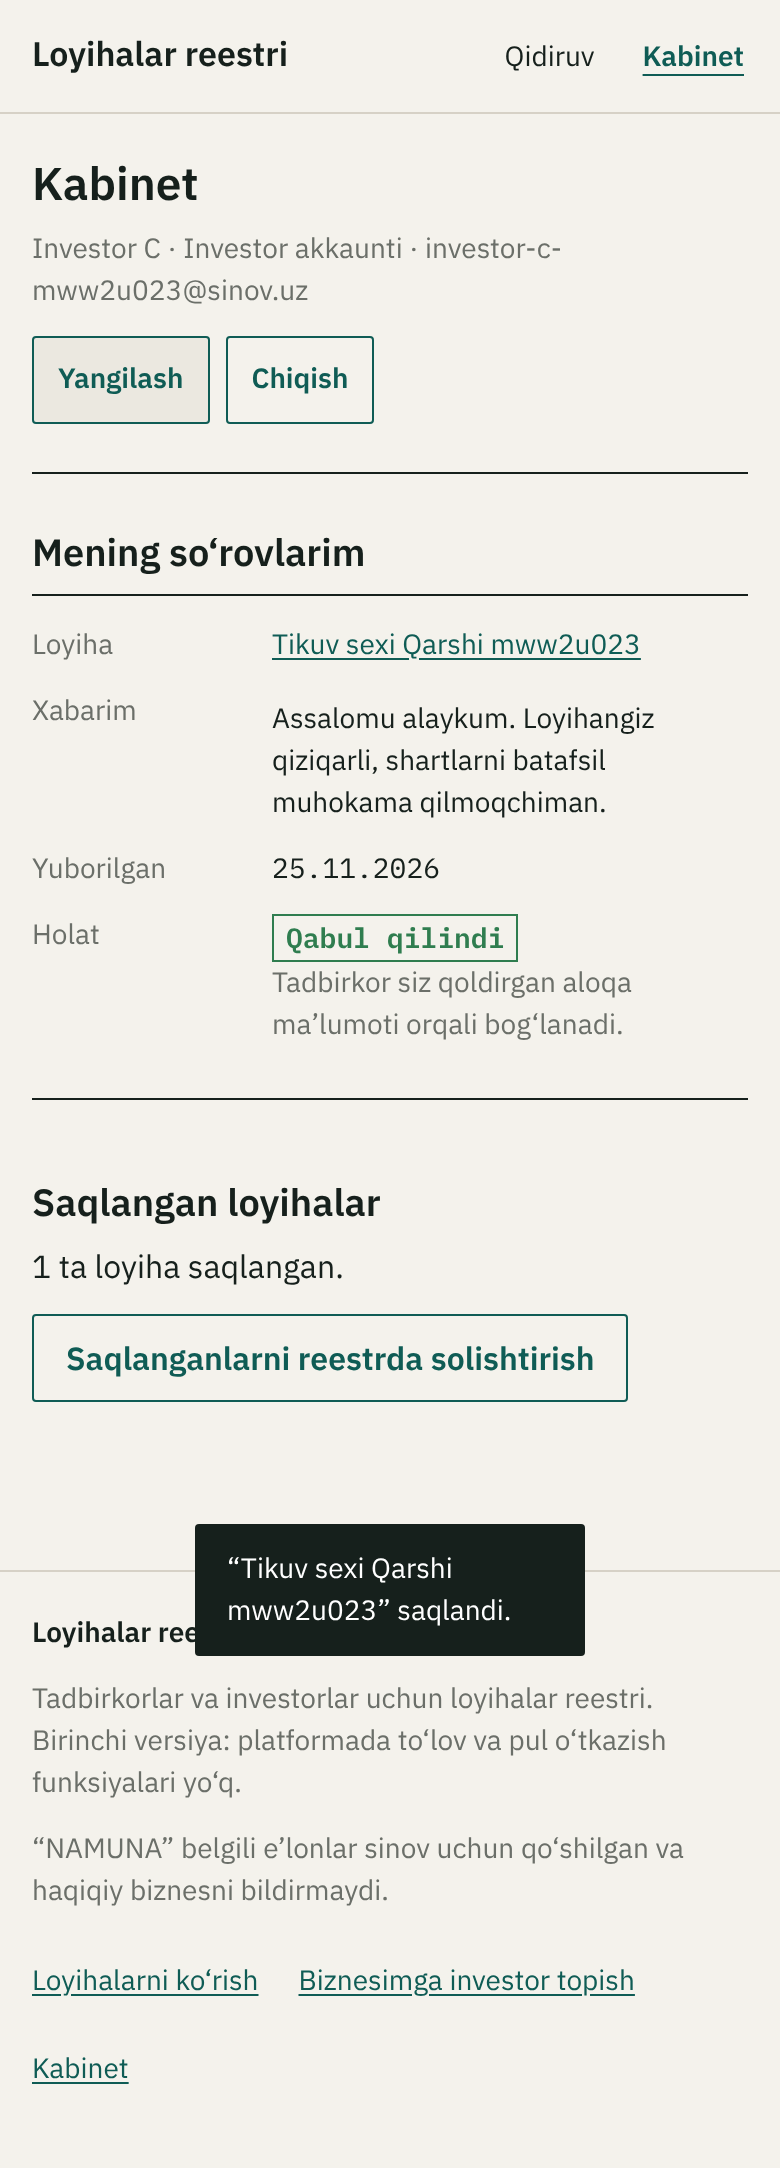 Loyihalar reestri
Qidiruv
Kabinet
Kabinet
Investor C · Investor akkaunti · investor-c-
mww2u023@sinov.uz
Yangilash
Chiqish
Mening so‘rovlarim
Loyiha
Tikuv sexi Qarshi mww2u023
Xabarim
Assalomu alaykum. Loyihangiz
qiziqarli, shartlarni batafsil
muhokama qilmoqchiman.
Yuborilgan
25.11.2026
Holat
Qabul qilindi
Tadbirkor siz qoldirgan aloqa
ma’lumoti orqali bog‘lanadi.
Saqlangan loyihalar
1 ta loyiha saqlangan.
Saqlanganlarni reestrda solishtirish
“Tikuv sexi Qarshi
mww2u023” saqlandi.
Loyihalar
Tadbirkorlar va investorlar uchun loyihalar reestri.
Birinchi versiya: platformada to‘lov va pul o‘tkazish
funksiyalari yo‘q.
“NAMUNA” belgili e’lonlar sinov uchun qo‘shilgan va
haqiqiy biznesni bildirmaydi.
Loyihalarni ko‘rish
Biznesimga investor topish
Kabinet